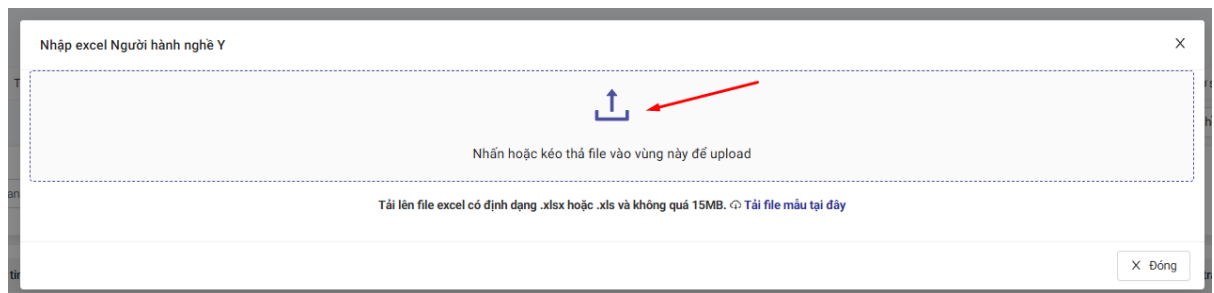 Nhập excel Người hành nghề Y
Nhấn hoặc kéo thả file vào vùng này để upload
Tải lên file excel có định dạng .xlsx hoặc .xls và không quá 15MB. Tải file mẫu tại đây
X Đóng